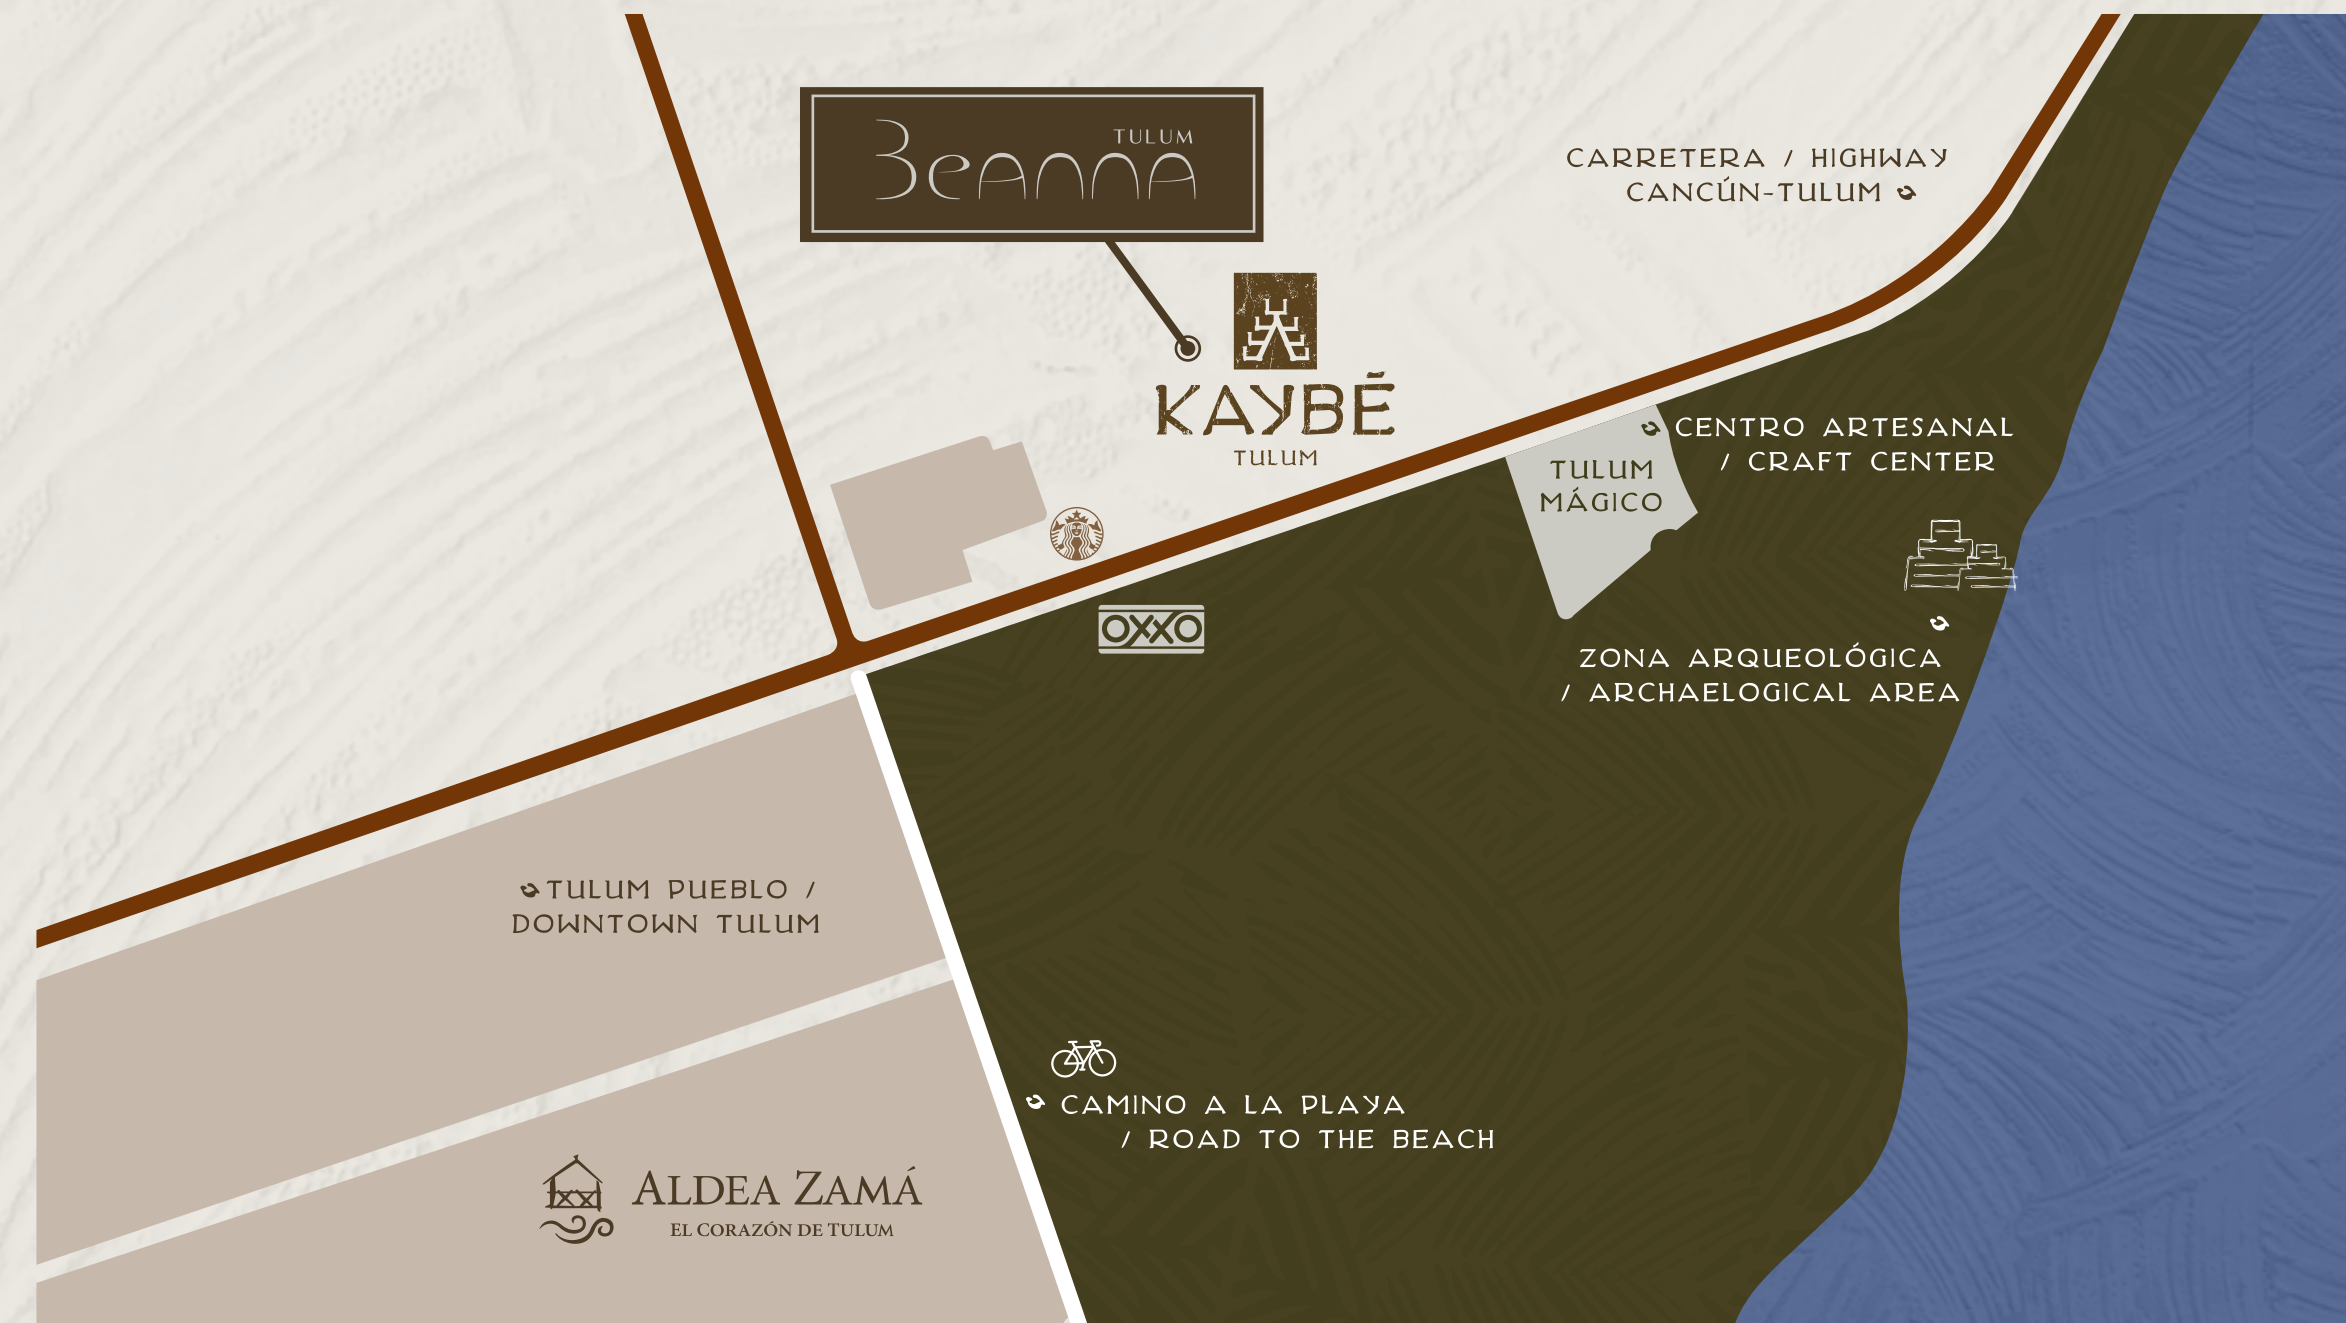 TULUM
BeAnnA
CARRETERA / HIGHWAY
CANCÚN-TULUM
KAYBÉ
TULUM
CENTRO ARTESANAL
/ CRAFT CENTER
TULUM
MÁGICO
OXXO
ZONA ARQUEOLÓGICA
/ ARCHAELOGICAL AREA
TULUM PUEBLO /
DOWNTOWN TULUM
CAMINO A LA PLAYA
/ ROAD TO THE BEACH
ALDEA ZAMÁ
EL CORAZÓN DE TULUM